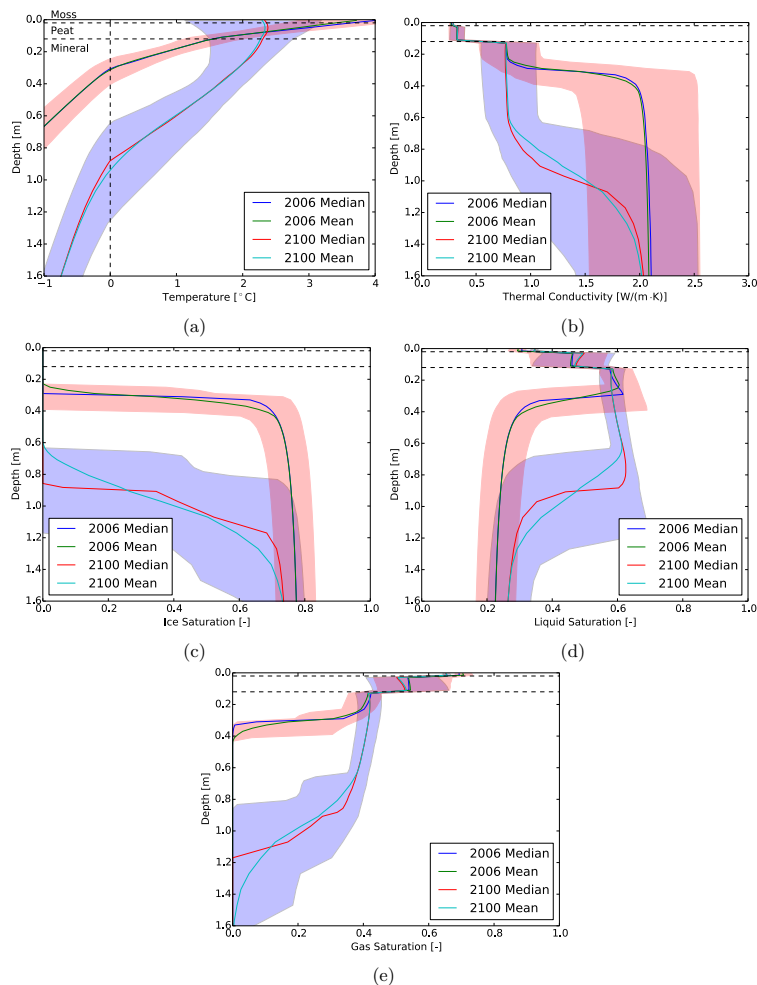 Moss
Peat
Mineral
0.0
0.2
0.4
0.6
0.8
1.0
1.2
1.4
1.6
Depth [m]
−1 0 1 2 3 4
Temperature [°C]
2006 Median
2006 Mean
2100 Median
2100 Mean
(a)
0.0 0.5 1.0 1.5 2.0 2.5 3.0
0.0
0.2
0.4
0.6
0.8
1.0
1.2
1.4
1.6
Depth [m]
Thermal Conductivity [W/(m·K)]
2006 Median
2006 Mean
2100 Median
2100 Mean
(b)
0.0
0.2
0.4
0.6
0.8
1.0
1.2
1.4
1.6
Depth [m]
0.0 0.2 0.4 0.6 0.8 1.0
Ice Saturation [-]
2006 Median
2006 Mean
2100 Median
2100 Mean
(c)
0.0
0.2
0.4
0.6
0.8
1.0
1.2
1.4
1.6
Depth [m]
0.0 0.2 0.4 0.6 0.8 1.0
Liquid Saturation [-]
2006 Median
2006 Mean
2100 Median
2100 Mean
(d)
0.0
0.2
0.4
0.6
0.8
1.0
1.2
1.4
1.6
Depth [m]
0.0 0.2 0.4 0.6 0.8 1.0
Gas Saturation [-]
2006 Median
2006 Mean
2100 Median
2100 Mean
(e)